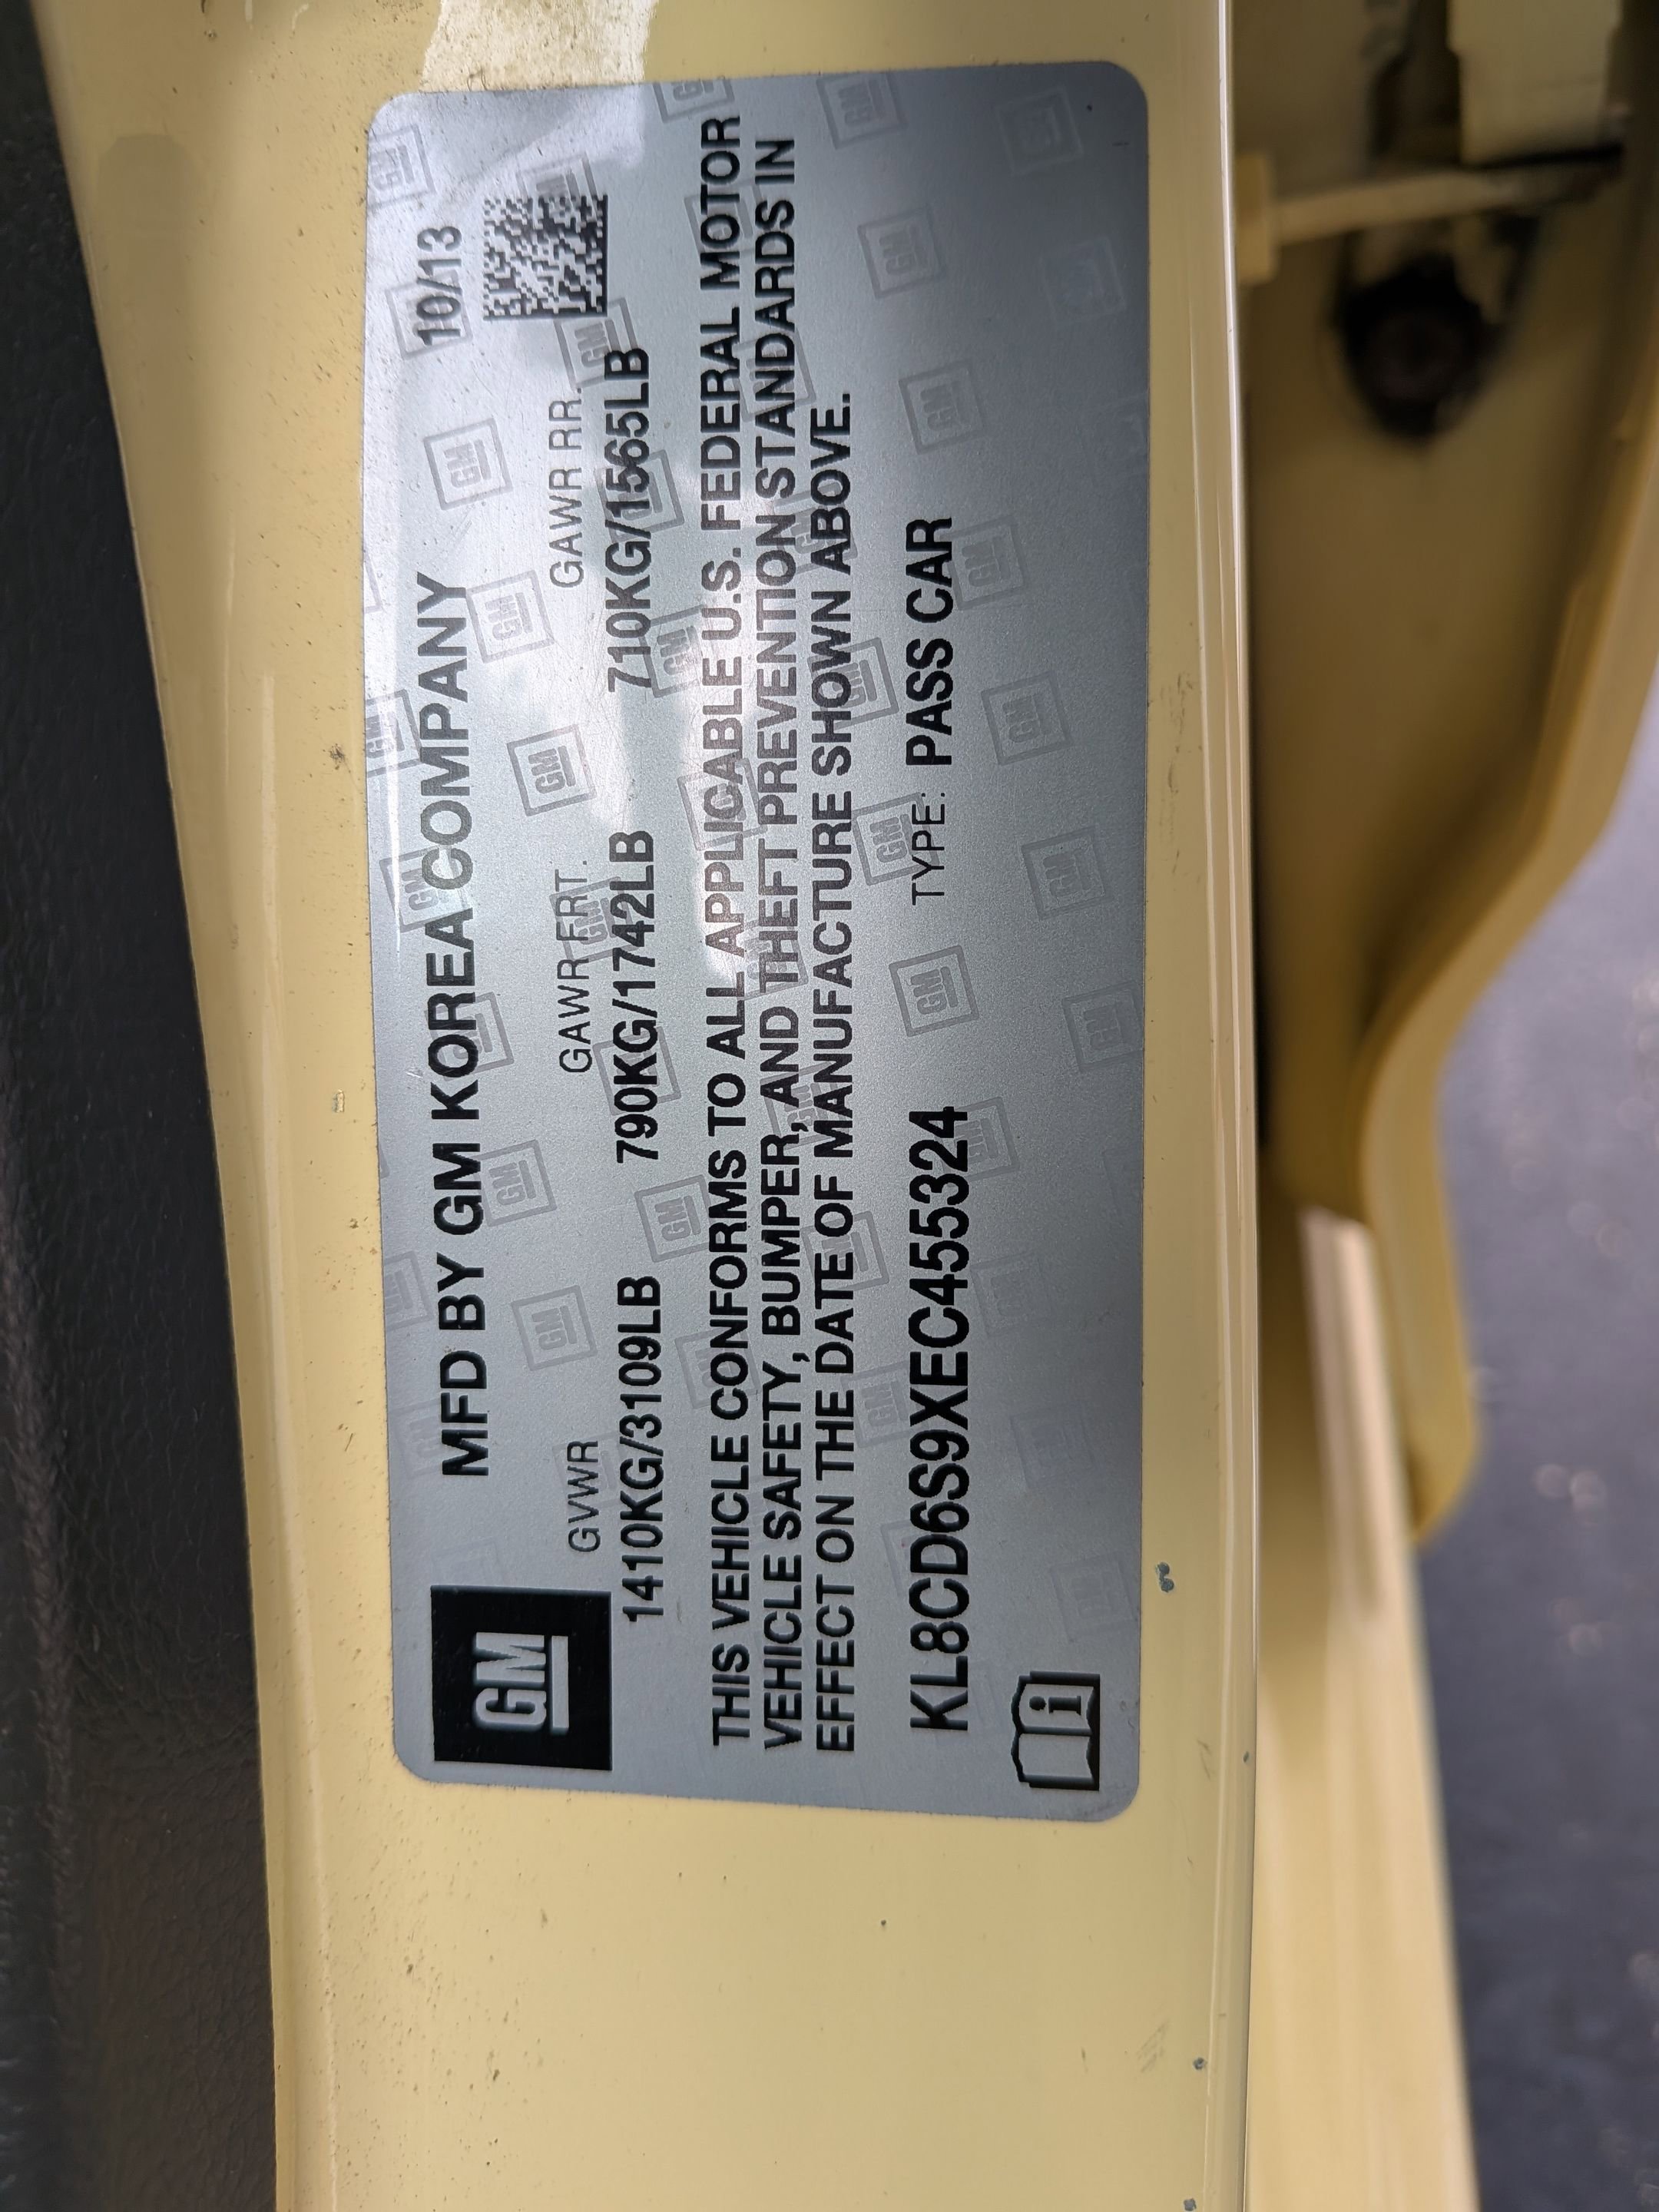 GM
MFD BY GM KOREA COMPANY 10/13
GVWR GAWR FRT. GAWR RR.
1410KG/3109LB 790KG/1742LB 710KG/1565LB
THIS VEHICLE CONFORMS TO ALL APPLICABLE U.S. FEDERAL MOTOR
VEHICLE SAFETY, BUMPER, AND THEFT PREVENTION STANDARDS IN
EFFECT ON THE DATE OF MANUFACTURE SHOWN ABOVE.
KL8CD6S9XEC455324 TYPE: PASS CAR
i